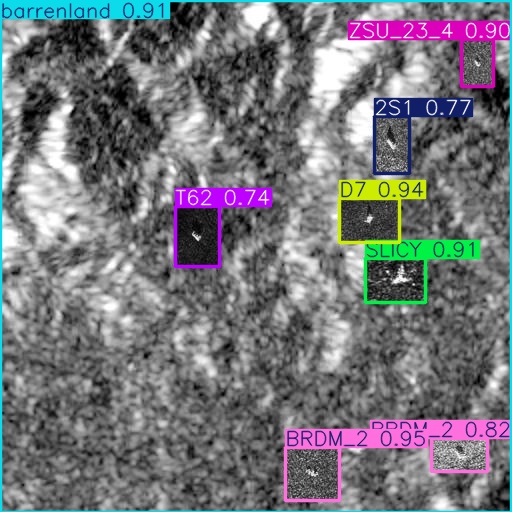 barrenland 0.91
ZSU_23_4 0.90
2S1 0.77
D7 0.94
T62 0.74
SLICY 0.91
BRDM_2 0.95
BRDM_2 0.82